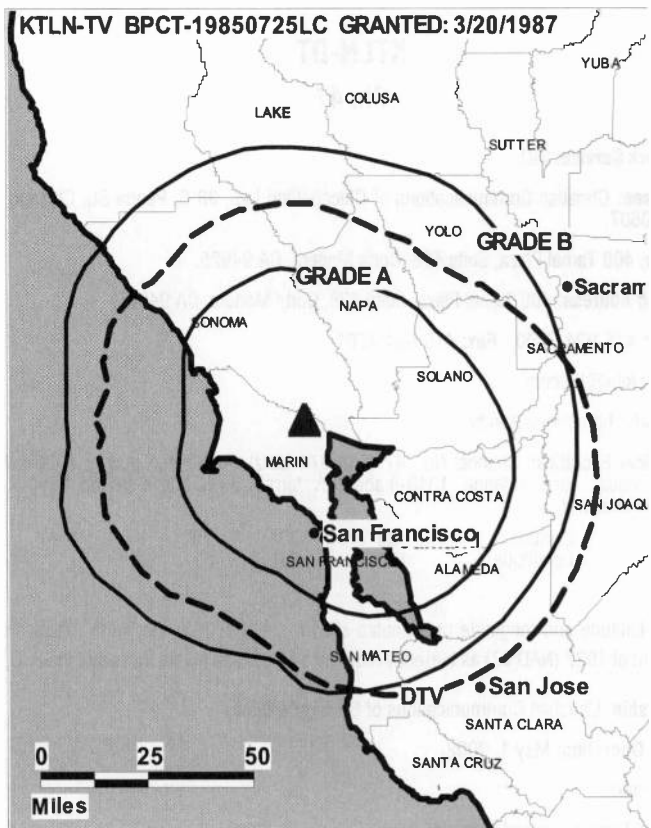 KTLN-TV BPCT-19850725LC GRANTED: 3/20/1987
YUBA
COLUSA
LAKE
SUTTER
YOLO
GRADE B
GRADE A
Sacram
NAPA
SONOMA
SACRAMENTO
SOLANO
MARIN
CONTRA COSTA
SAN JOAQU
San Francisco
SAN FRANCISCO
ALAMEDA
SAN MATEO
DTV
San Jose
SANTA CLARA
SANTA CRUZ
0 25 50
Miles